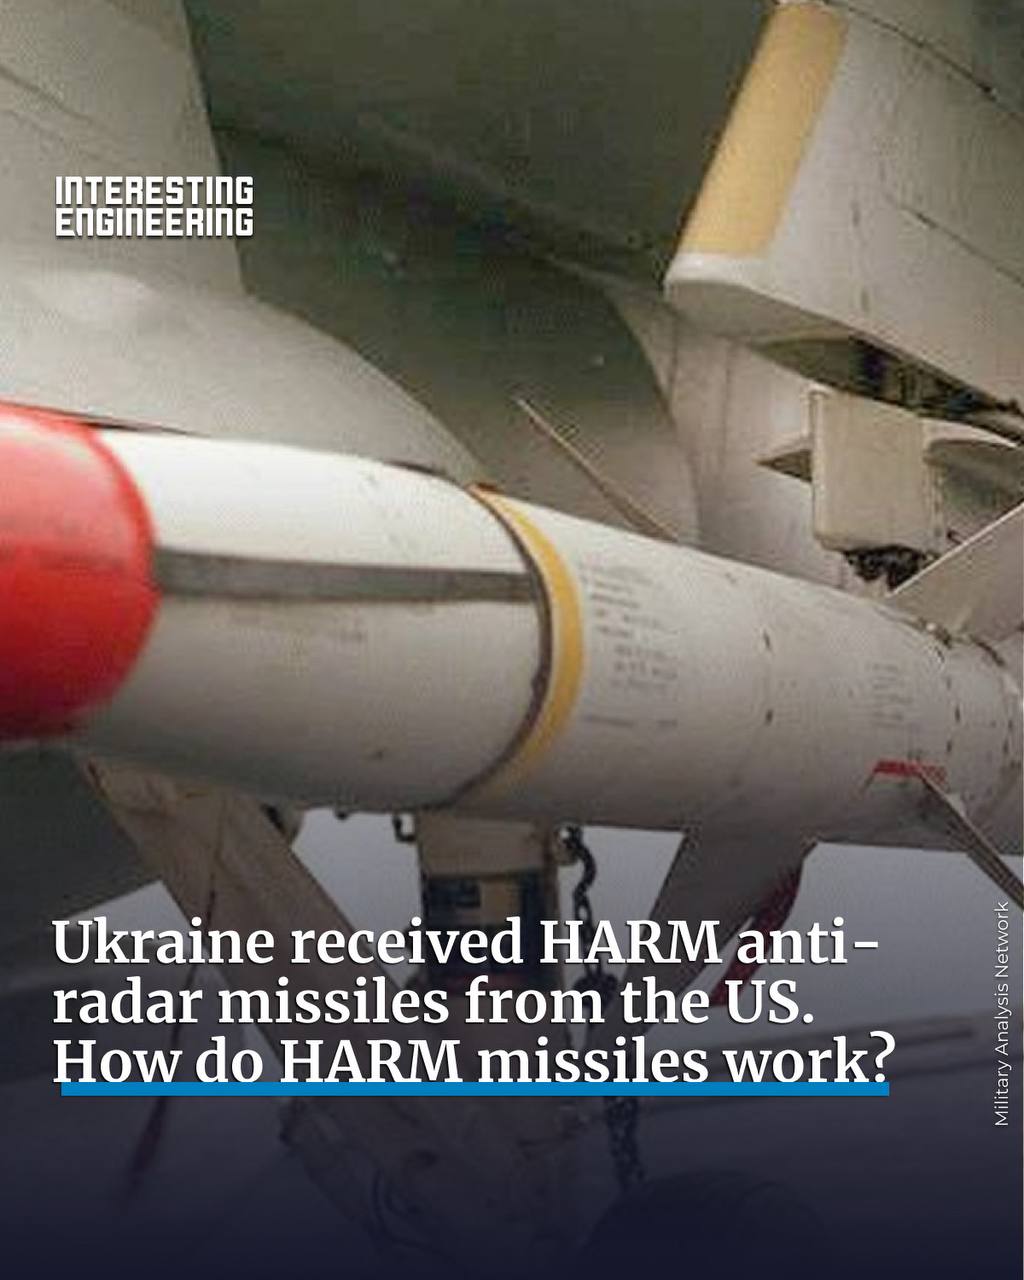 INTERESTING
ENGINEERING
Ukraine received HARM anti-
radar missiles from the US.
How do HARM missiles work?
Military Analysis Network